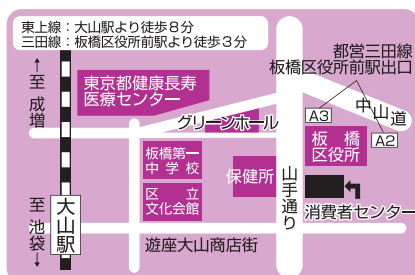 東上線：大山駅より徒歩８分
三田線：板橋区役所前駅より徒歩３分
都営三田線
板橋区役所前駅出口
↑
至
成増
東京都健康長寿
医療センター
A3
中山道
グリーンホール
板橋
区役所
A2
板橋第一
中学校
保健所
山手通り
区立
文化会館
消費者センター
大山駅
至
池袋
↓
遊座大山商店街